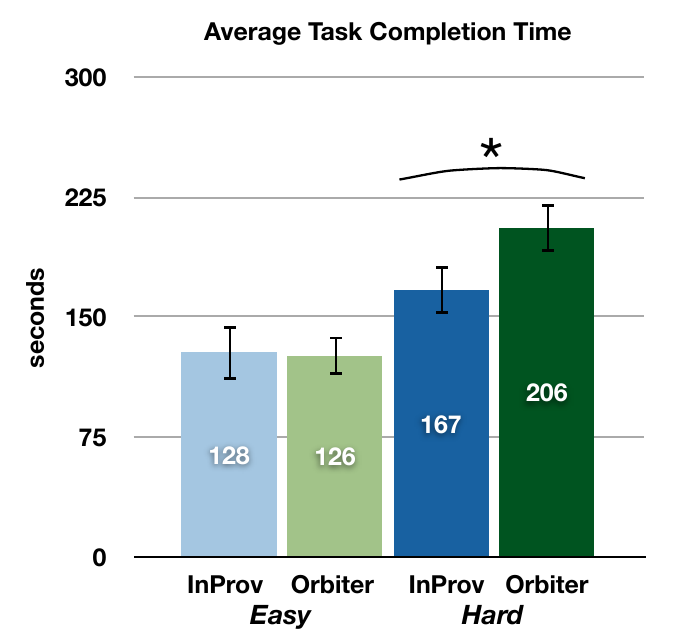 Average Task Completion Time
300
225
150
75
0
seconds
*
128
126
167
206
InProv Orbiter InProv Orbiter
Easy Hard